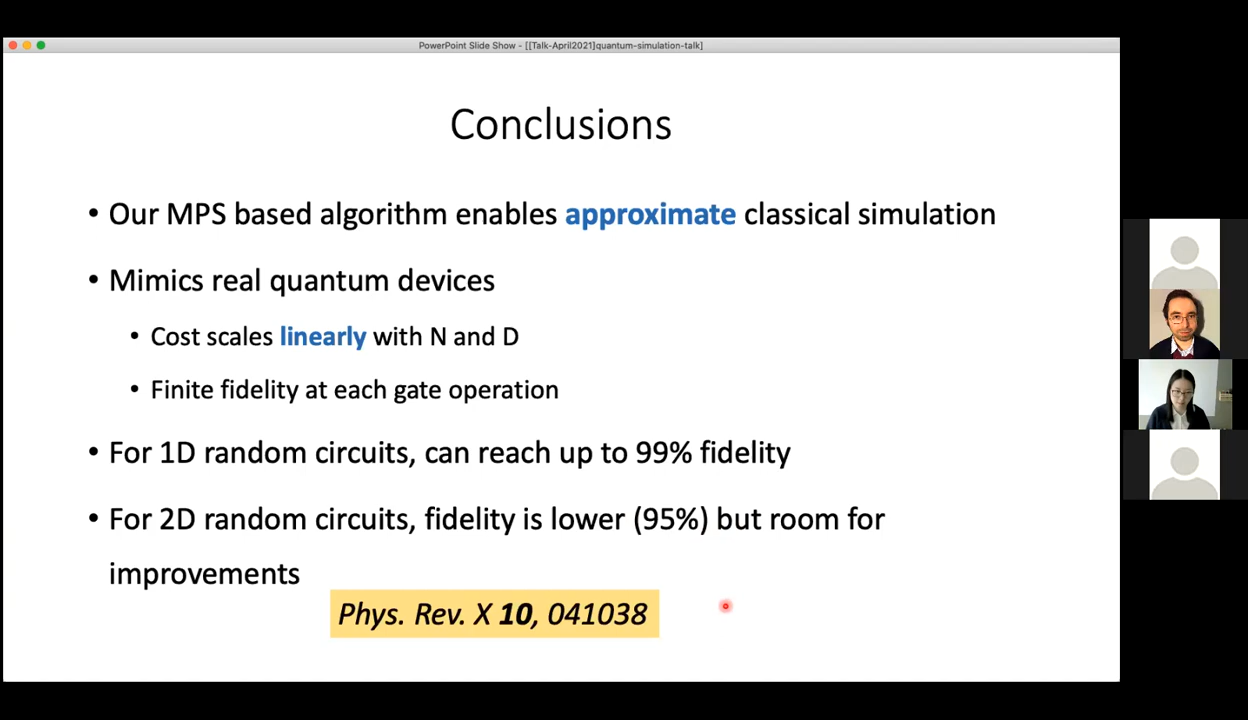 PowerPoint Slide Show - [[Talk-April2021]quantum-simulation-talk]
Conclusions
• Our MPS based algorithm enables approximate classical simulation
• Mimics real quantum devices
• Cost scales linearly with N and D
• Finite fidelity at each gate operation
• For 1D random circuits, can reach up to 99% fidelity
• For 2D random circuits, fidelity is lower (95%) but room for
improvements
Phys. Rev. X 10, 041038